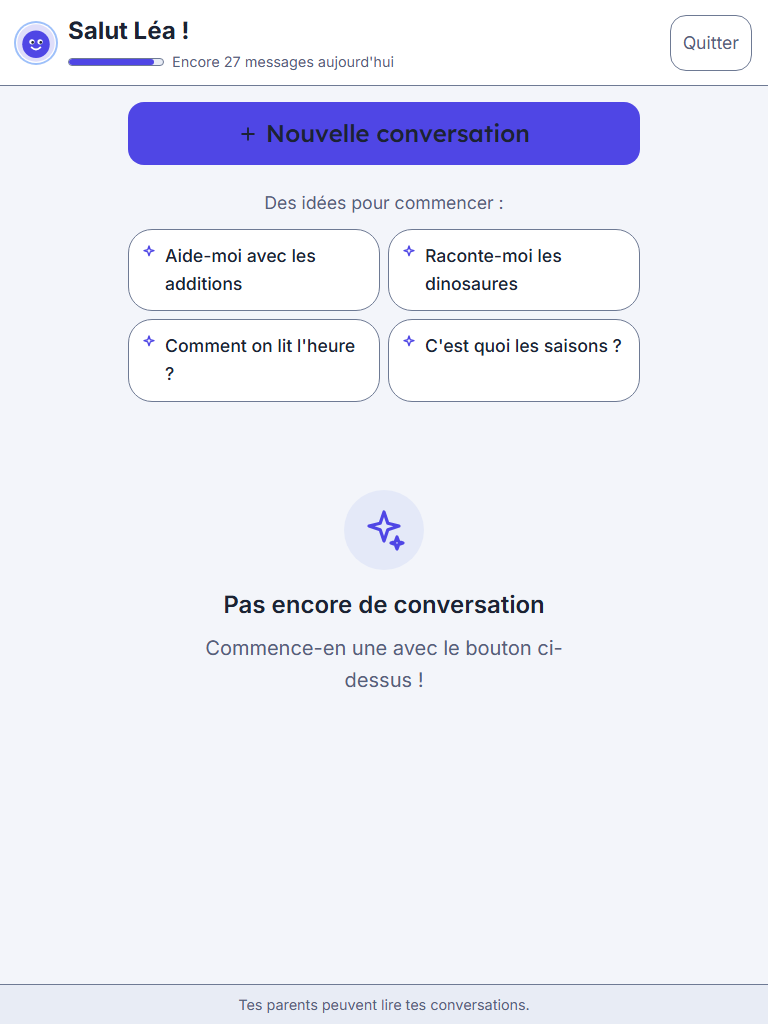 Salut Léa !
Encore 27 messages aujourd'hui
Quitter
+ Nouvelle conversation
Des idées pour commencer :
Aide-moi avec les
additions
Raconte-moi les
dinosaures
Comment on lit l'heure
?
C'est quoi les saisons ?
Pas encore de conversation
Commence-en une avec le bouton ci-
dessus !
Tes parents peuvent lire tes conversations.